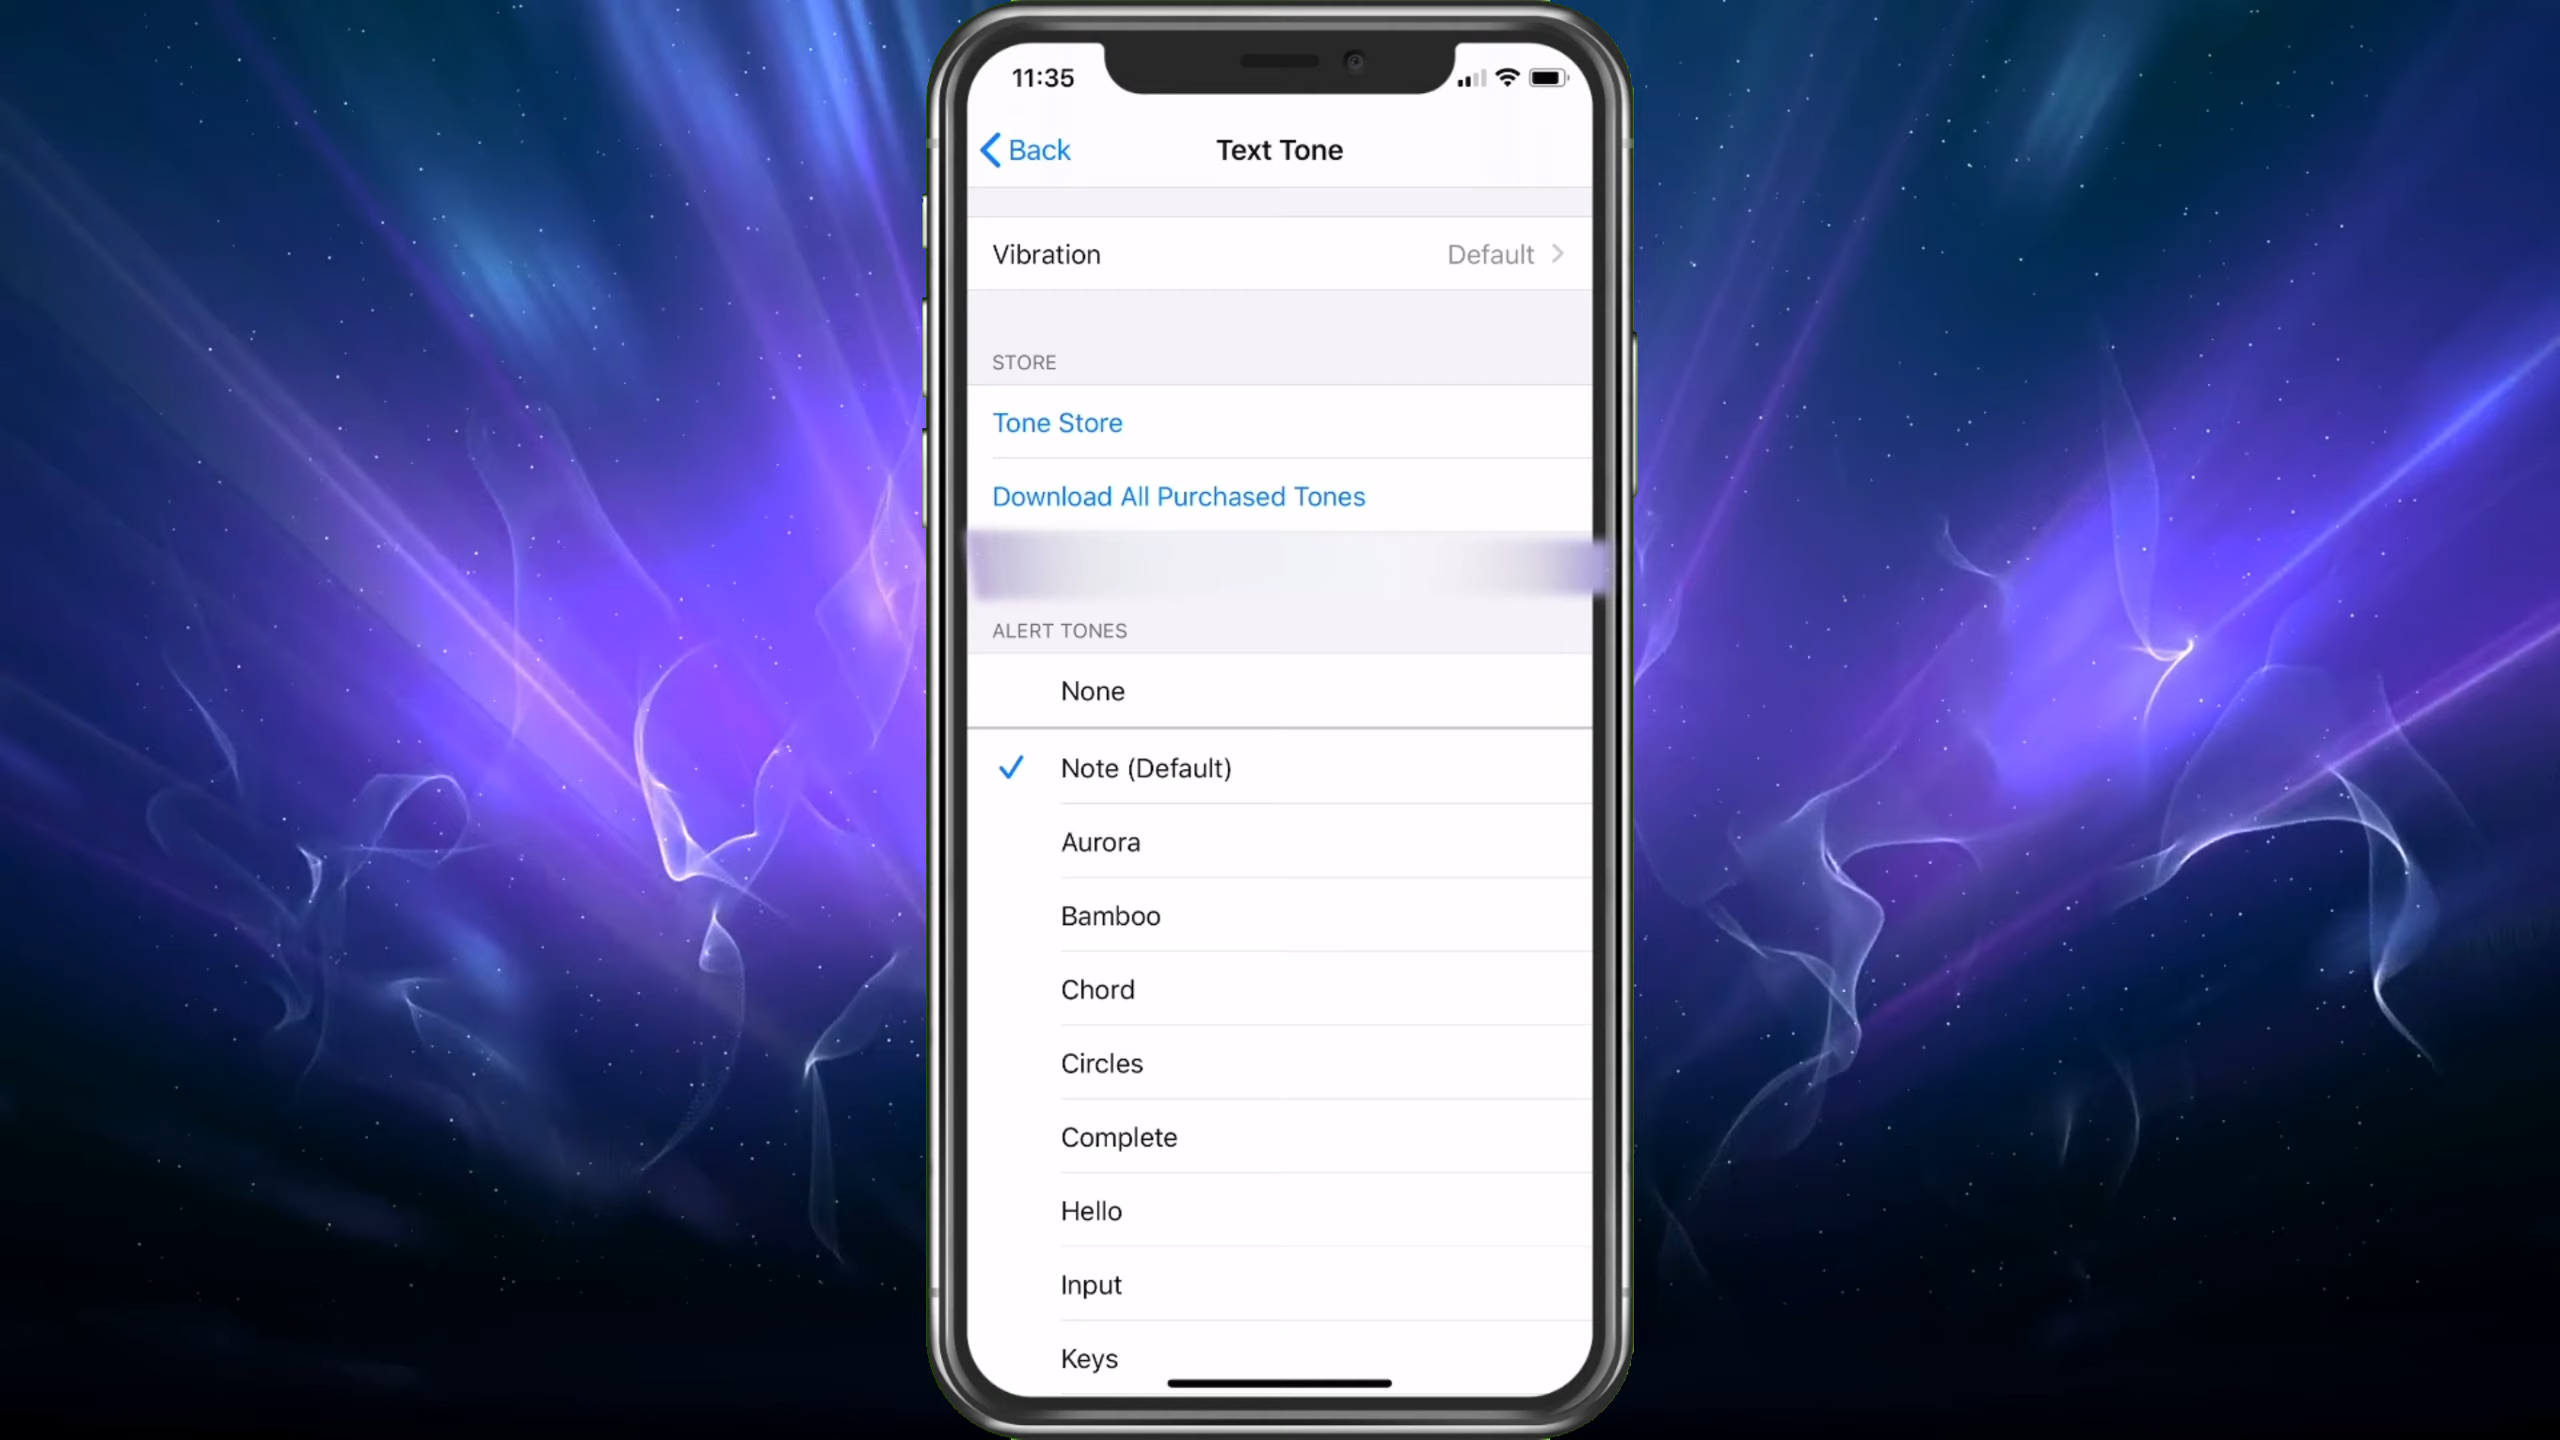 11:35
Back
Text Tone
Vibration
Default
STORE
Tone Store
Download All Purchased Tones
ALERT TONES
None
Note (Default)
Aurora
Bamboo
Chord
Circles
Complete
Hello
Input
Keys